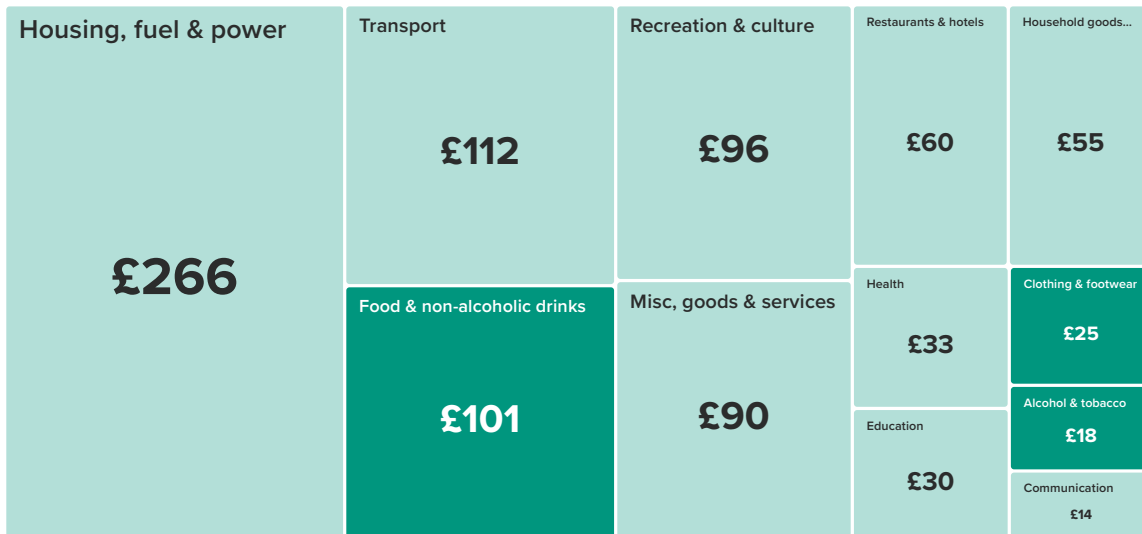 Housing, fuel & power
£266
Transport
£112
Food & non-alcoholic drinks
£101
Recreation & culture
£96
Misc, goods & services
£90
Restaurants & hotels
£60
Household goods...
£55
Health
£33
Education
£30
Clothing & footwear
£25
Alcohol & tobacco
£18
Communication
£14